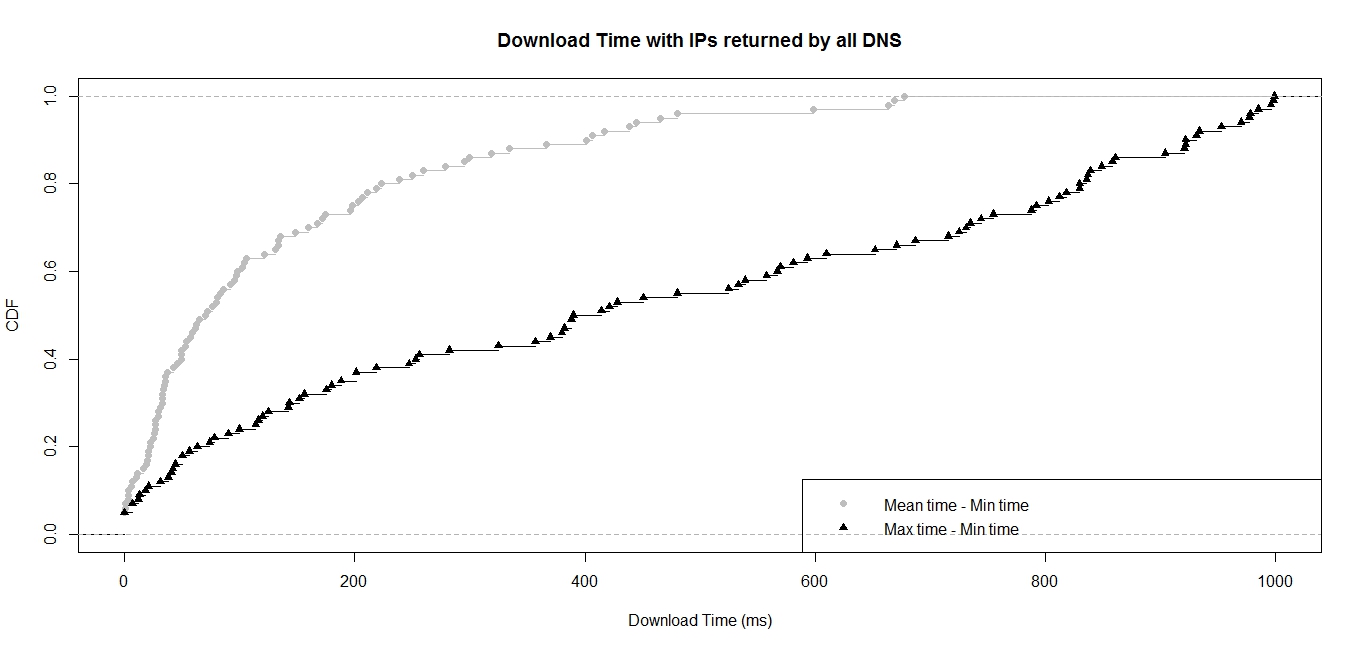 Download Time with IPs returned by all DNS
1.0
0.8
0.6
0.4
0.2
0.0
CDF
Mean time - Min time
Max time - Min time
0 200 400 600 800 1000
Download Time (ms)